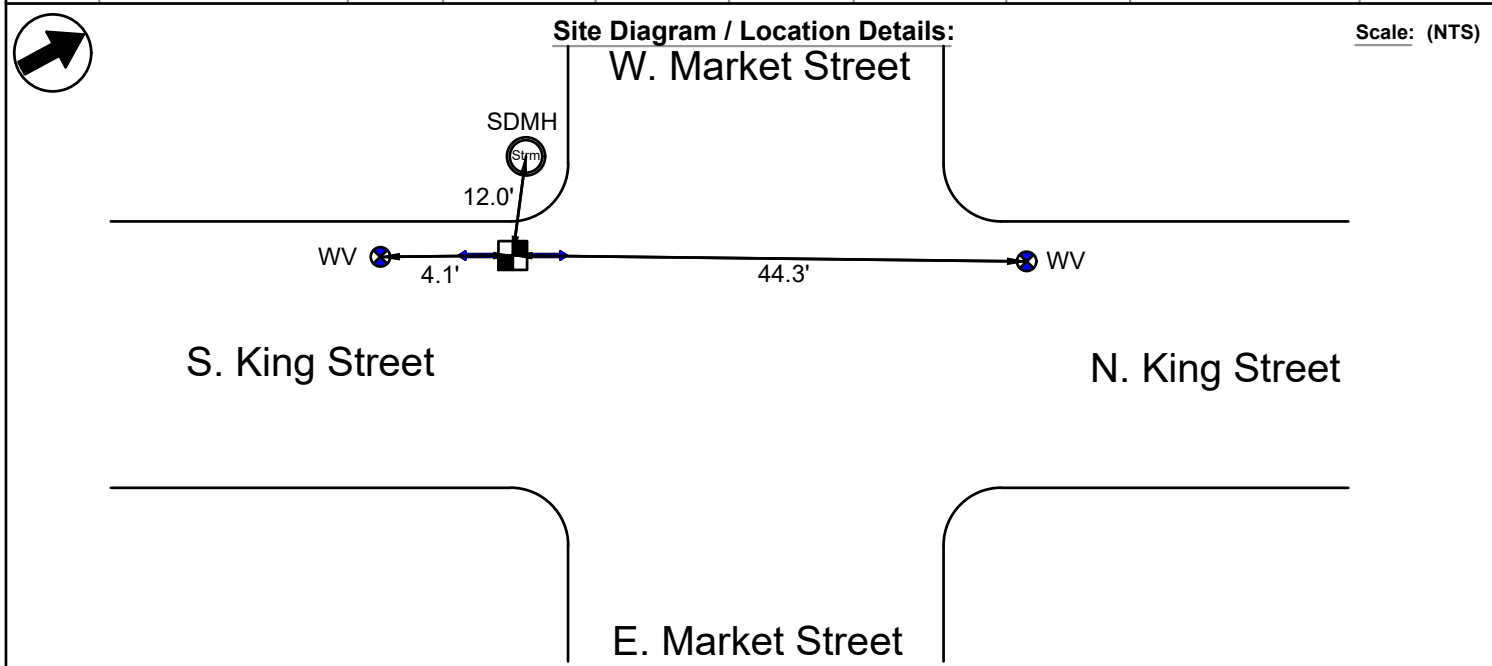 Site Diagram / Location Details:
Scale: (NTS)
W. Market Street
SDMH
Strm
12.0'
WV
4.1'
44.3'
WV
S. King Street
N. King Street
E. Market Street